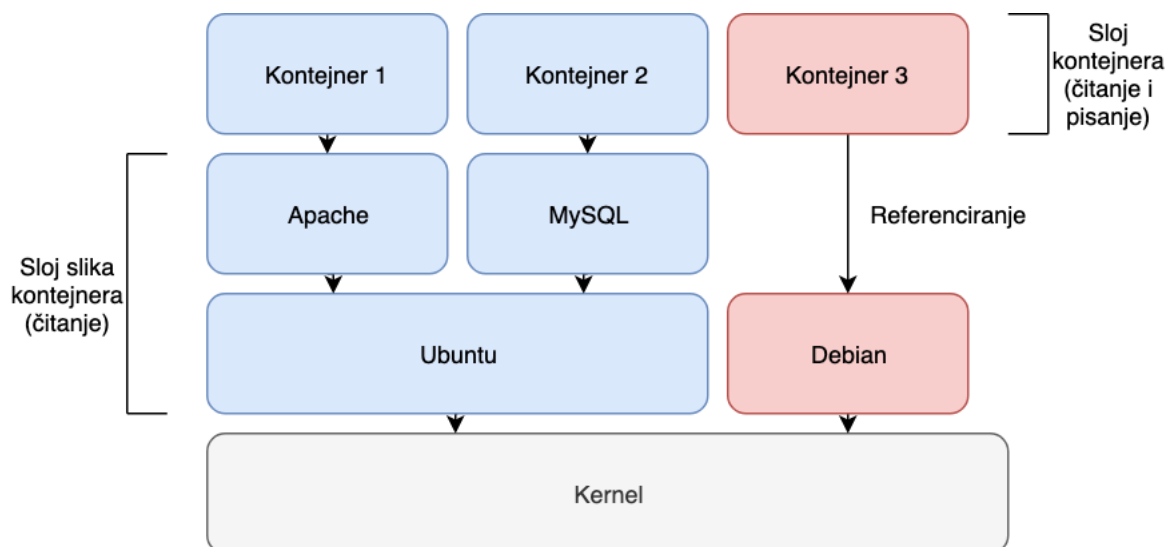 Kontejner 1
Kontejner 2
Kontejner 3
Sloj
kontejnera
(čitanje i
pisanje)
Apache
MySQL
Referenciranje
Sloj slika
kontejnera
(čitanje)
Ubuntu
Debian
Kernel